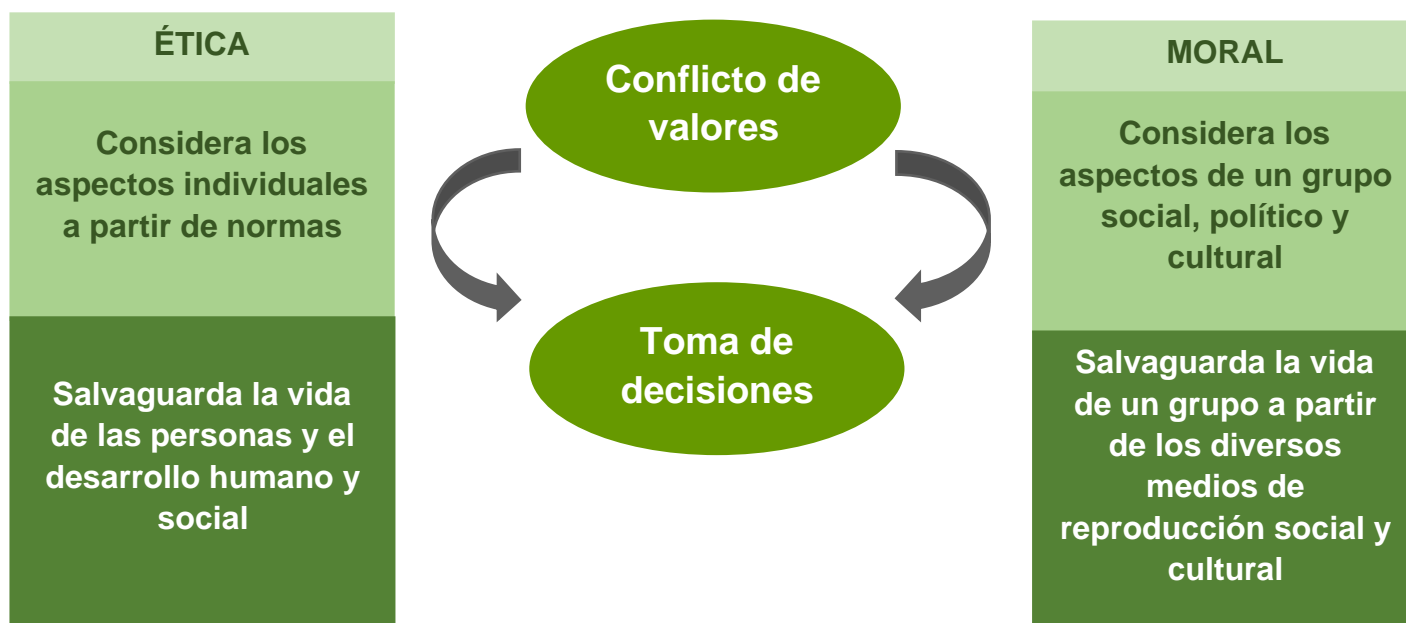 ÉTICA
Considera los
aspectos individuales
a partir de normas
Salvaguarda la vida
de las personas y el
desarrollo humano y
social
Conflicto de
valores
Toma de
decisiones
MORAL
Considera los
aspectos de un grupo
social, político y
cultural
Salvaguarda la vida
de un grupo a partir
de los diversos
medios de
reproducción social y
cultural